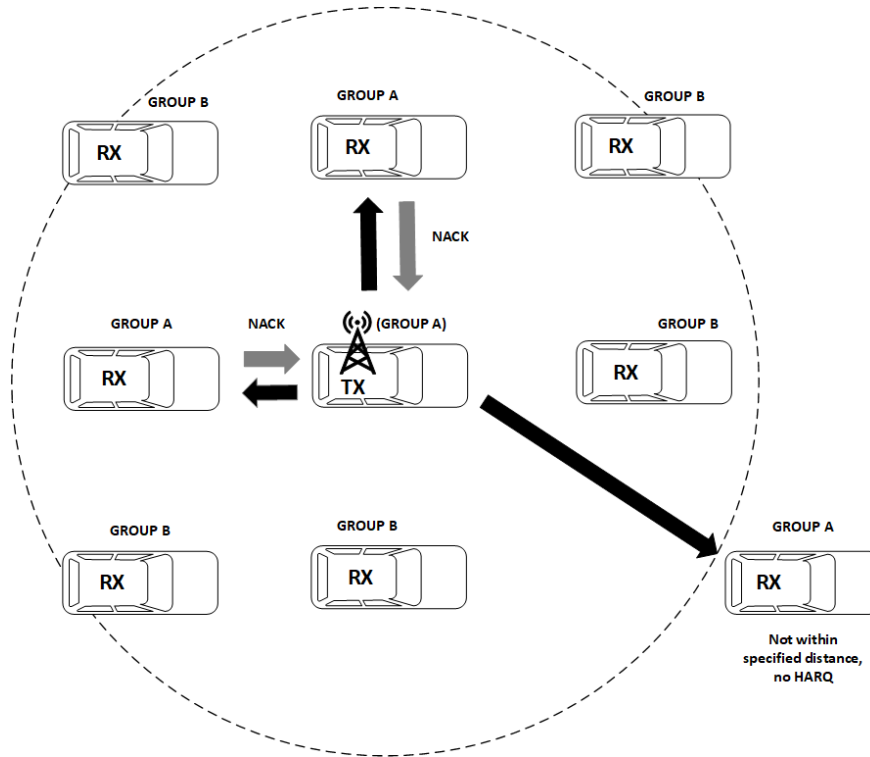 GROUP B
GROUP A
GROUP B
RX
RX
RX
NACK
GROUP A
NACK
(GROUP A)
GROUP B
RX
TX
RX
GROUP B
GROUP B
GROUP A
RX
RX
RX
Not within
specified distance,
no HARQ